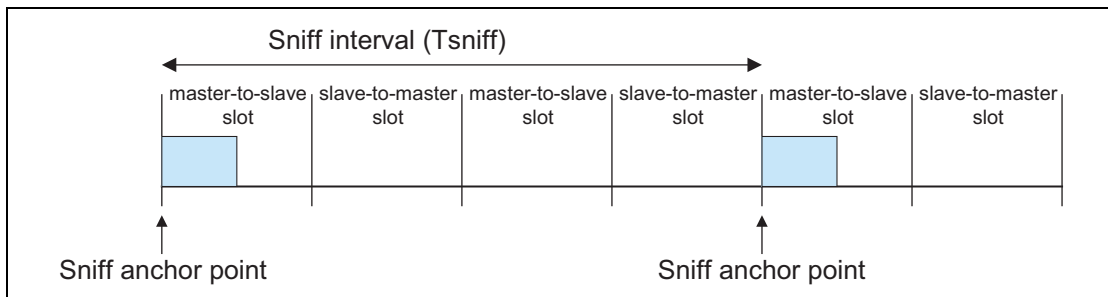 Sniff interval (Tsniff)
master-to-slave slave-to-master master-to-slave slave-to-master master-to-slave slave-to-master
slot slot slot slot slot slot
Sniff anchor point Sniff anchor point